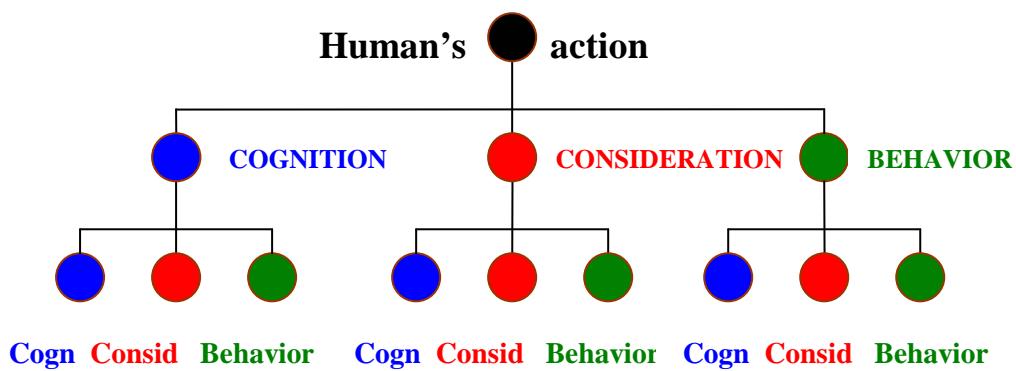 Human's action
COGNITION CONSIDERATION BEHAVIOR
Cogn Consid Behavior Cogn Consid Behavior Cogn Consid Behavior